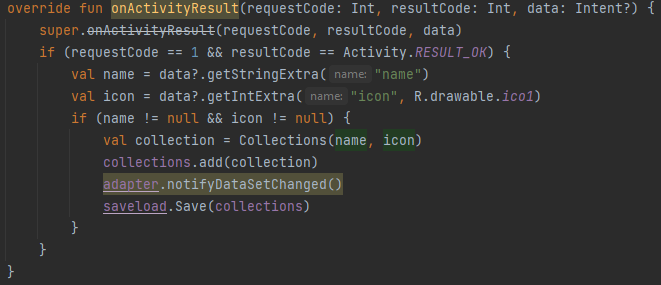 override fun onActivityResult(requestCode: Int, resultCode: Int, data: Intent?) {
super.onActivityResult(requestCode, resultCode, data)
if (requestCode == 1 && resultCode == Activity.RESULT_OK) {
val name = data?.getStringExtra( name: "name")
val icon = data?.getIntExtra( name: "icon", R.drawable.ico1)
if (name != null && icon != null) {
val collection = Collections(name, icon)
collections.add(collection)
adapter.notifyDataSetChanged()
saveload.Save(collections)
}
}
}